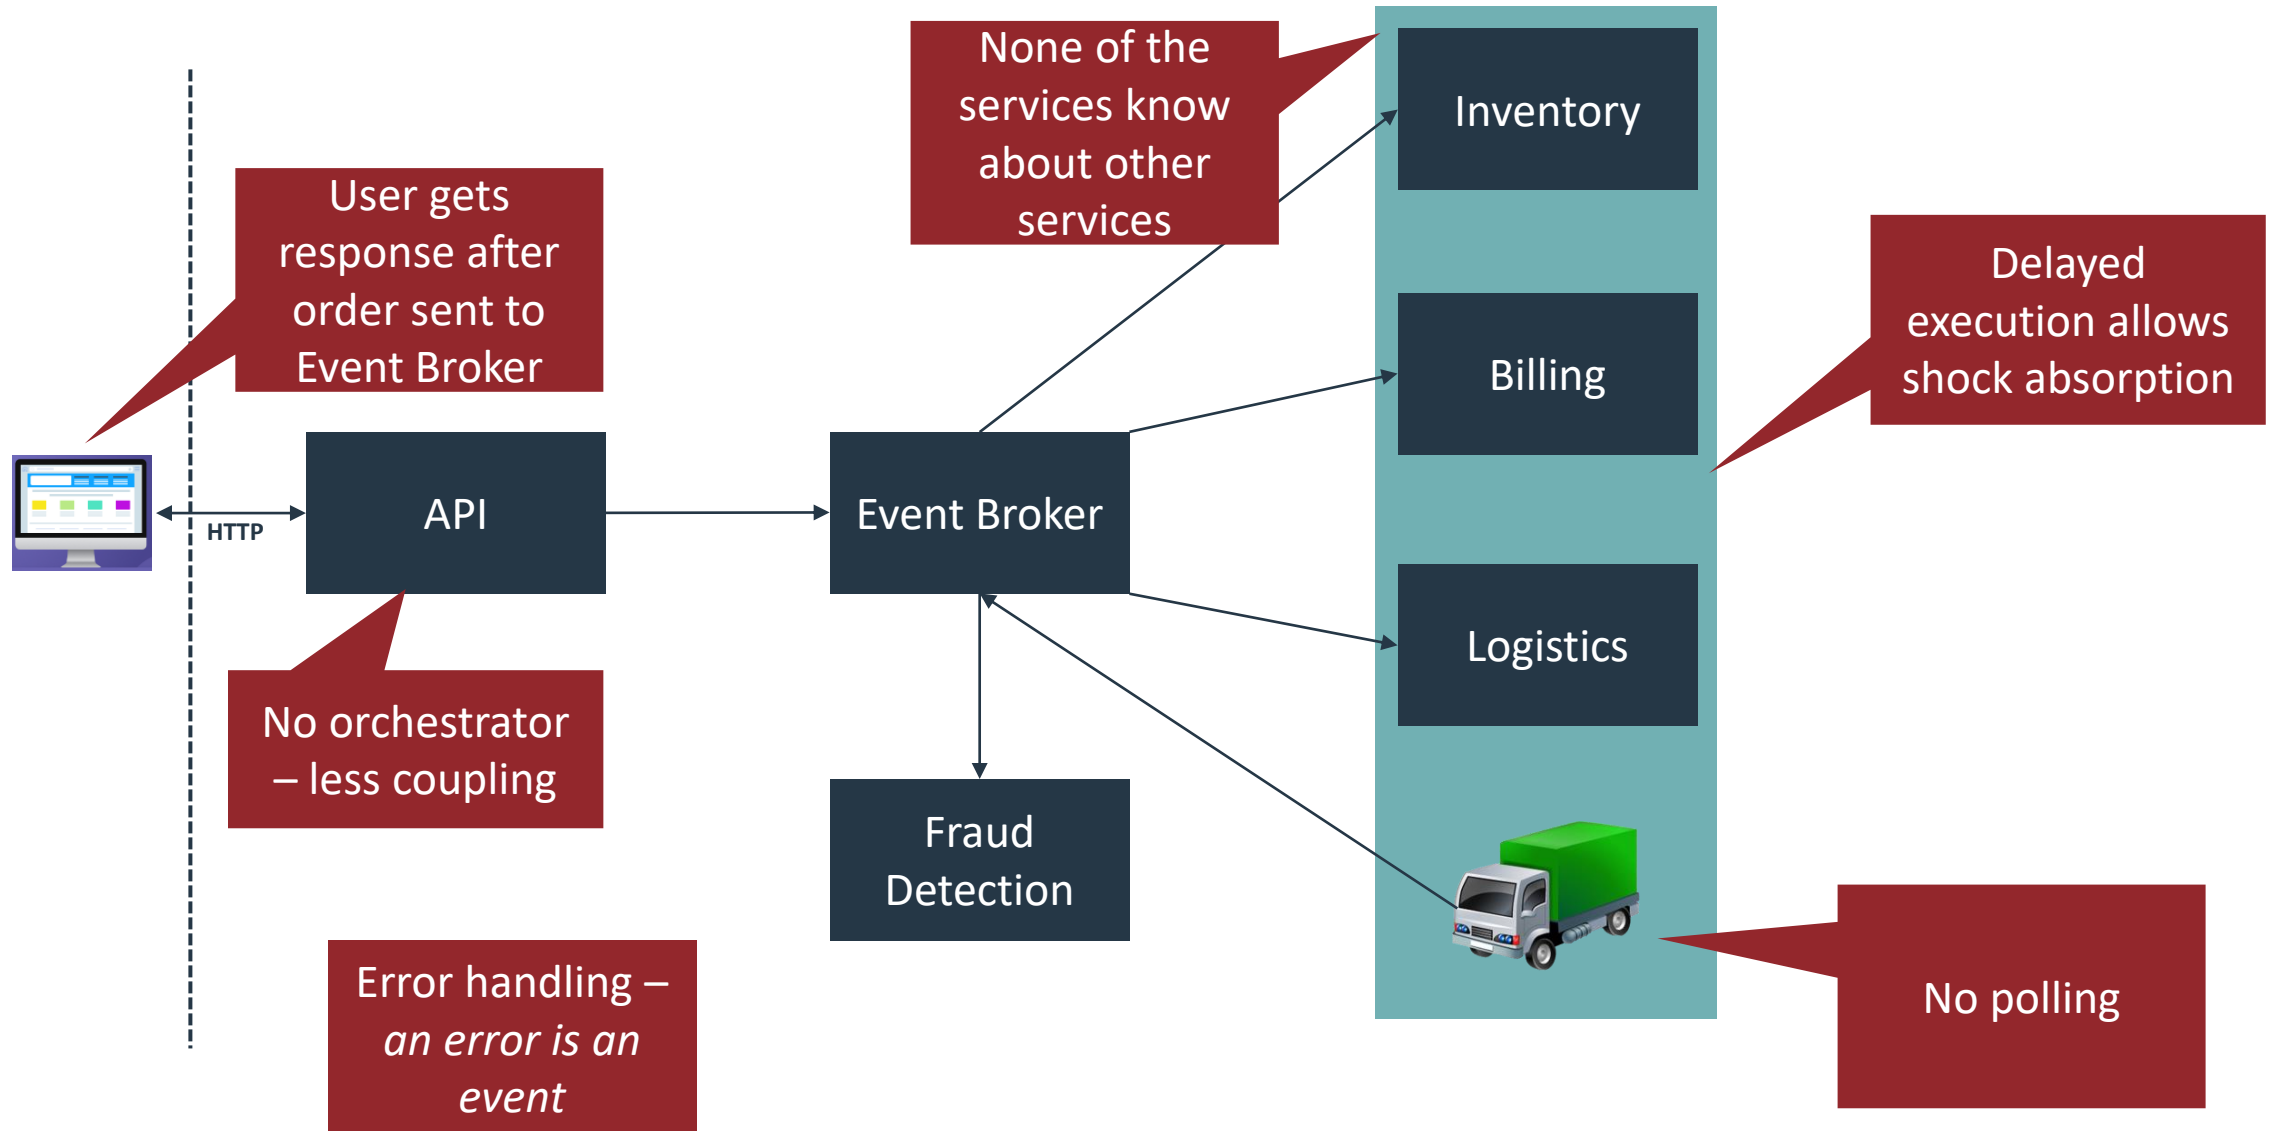 None of the
services know
about other
services
Inventory
User gets
response after
order sent to
Event Broker
Delayed
execution allows
shock absorption
Billing
HTTP
API
Event Broker
Logistics
No orchestrator
– less coupling
Fraud
Detection
Error handling –
an error is an
event
No polling